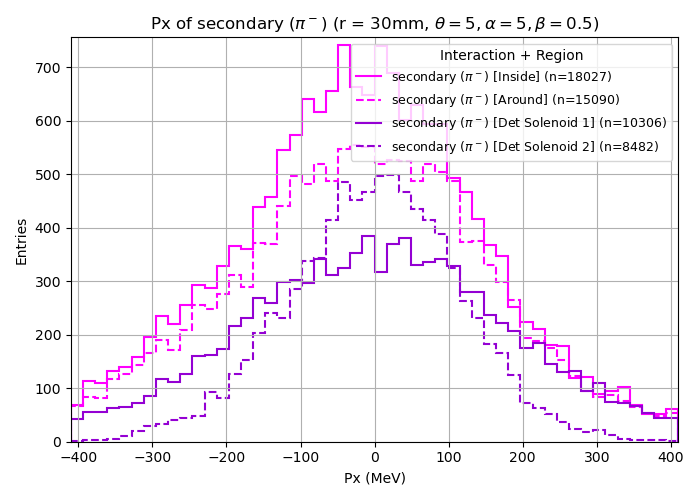 Px of secondary (π⁻) (r = 30mm, θ = 5, α = 5, β = 0.5)
Interaction + Region
secondary (π⁻) [Inside] (n=18027)
secondary (π⁻) [Around] (n=15090)
secondary (π⁻) [Det Solenoid 1] (n=10306)
secondary (π⁻) [Det Solenoid 2] (n=8482)
Entries
700
600
500
400
300
200
100
0
−400 −300 −200 −100 0 100 200 300 400
Px (MeV)